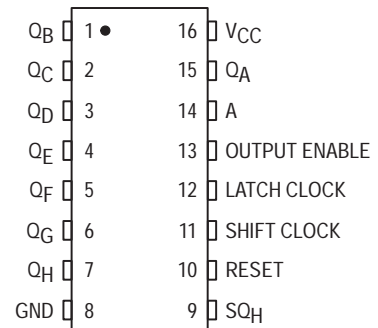 QB 1 16 VCC
QC 2 15 QA
QD 3 14 A
QE 4 13 OUTPUT ENABLE
QF 5 12 LATCH CLOCK
QG 6 11 SHIFT CLOCK
QH 7 10 RESET
GND 8 9 SQH